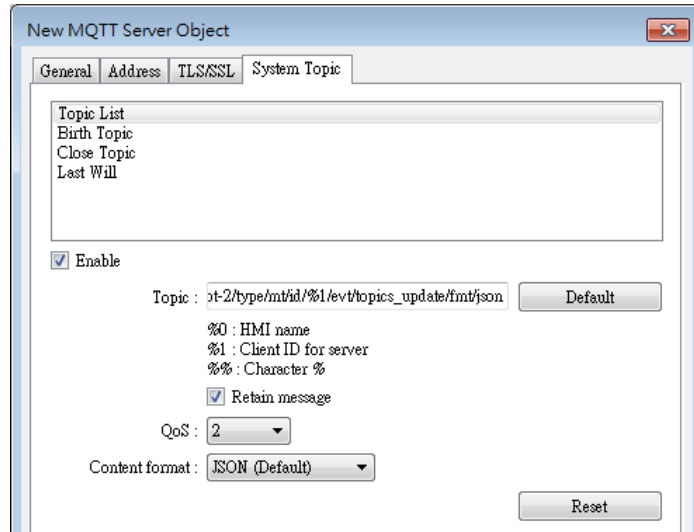 New MQTT Server Object
General Address TLS/SSL System Topic
Topic List
Birth Topic
Close Topic
Last Will
Enable
Topic : ot-2/type/mt/id/%1/evt/topics_update/fmt/json Default
%0 : HMI name
%1 : Client ID for server
%% : Character %
Retain message
QoS : 2
Content format : JSON (Default)
Reset